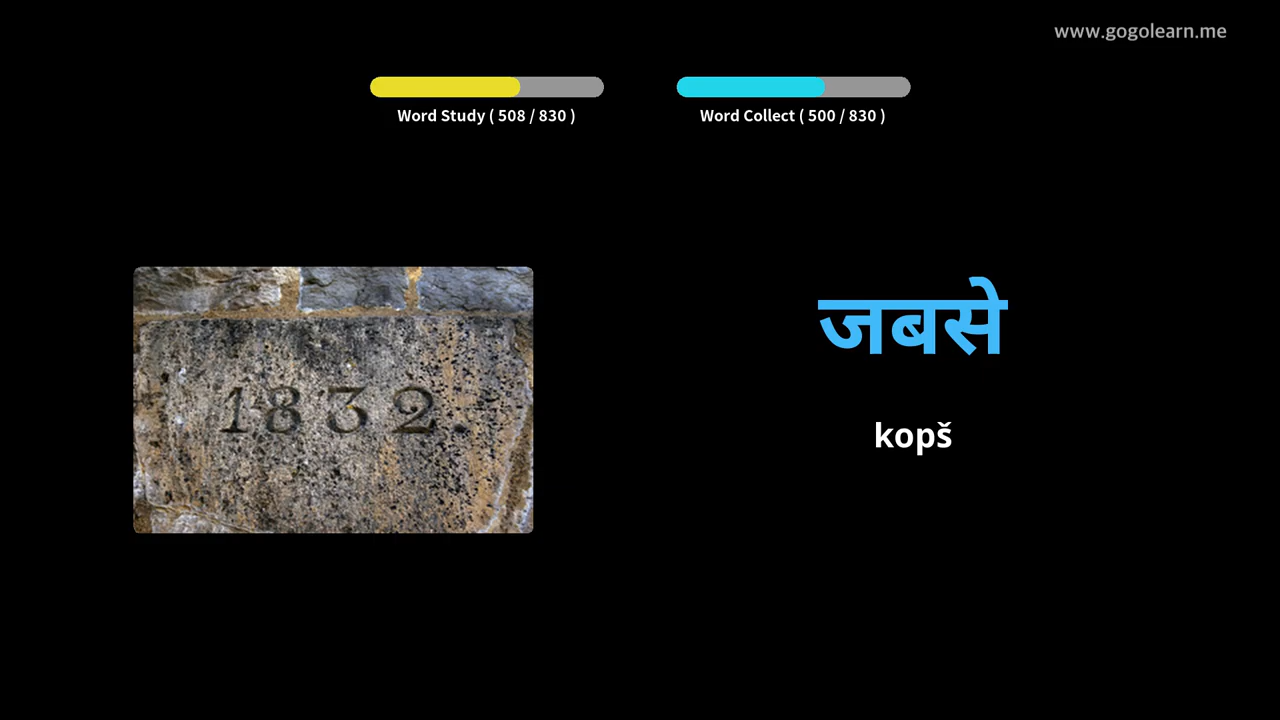 www.gogolearn.me
Word Study ( 508 / 830 )
Word Collect ( 500 / 830 )
1832.
जबसे
kopš